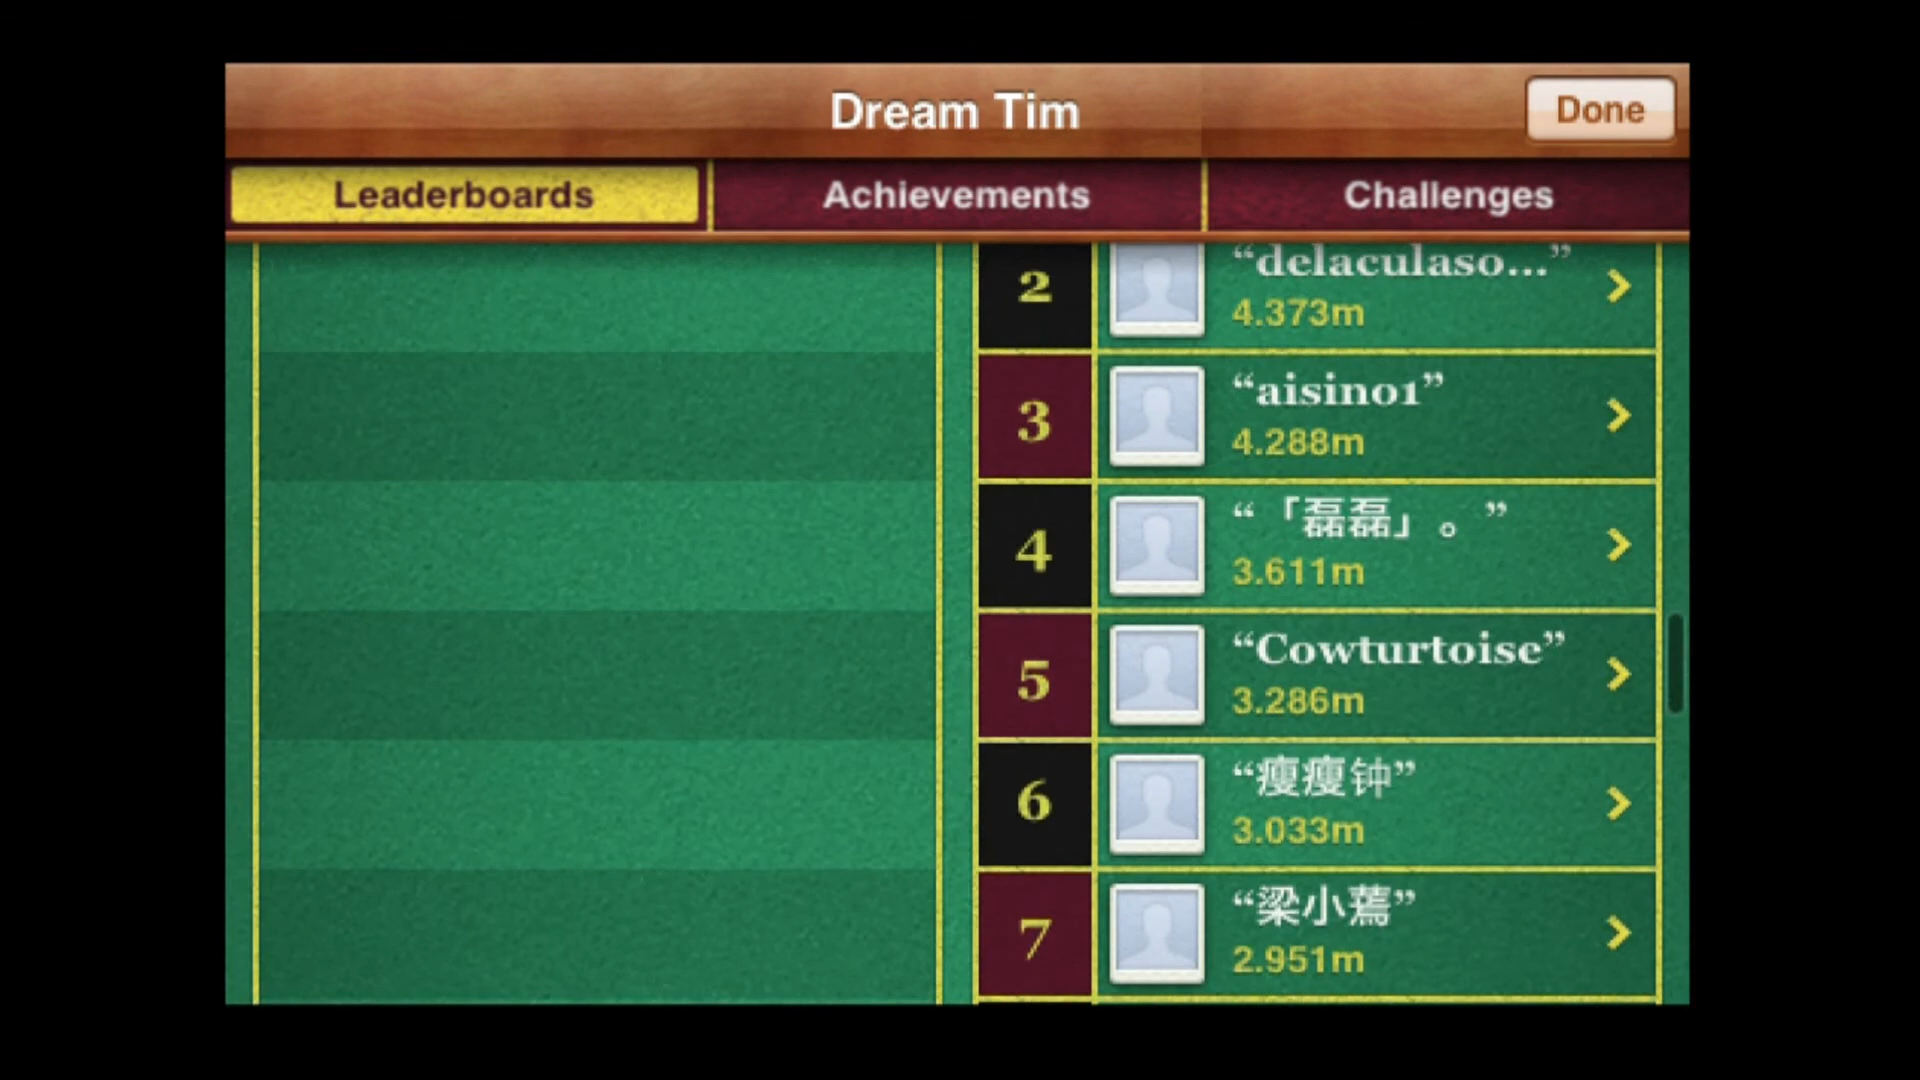 Dream Tim
Done
Leaderboards
Achievements
Challenges
2
“delaculaso...”
4.373m
3
“aisino1”
4.288m
4
“「磊磊」。”
3.611m
5
“Cowturtoise”
3.286m
6
“瘦瘦钟”
3.033m
7
“梁小蔫”
2.951m